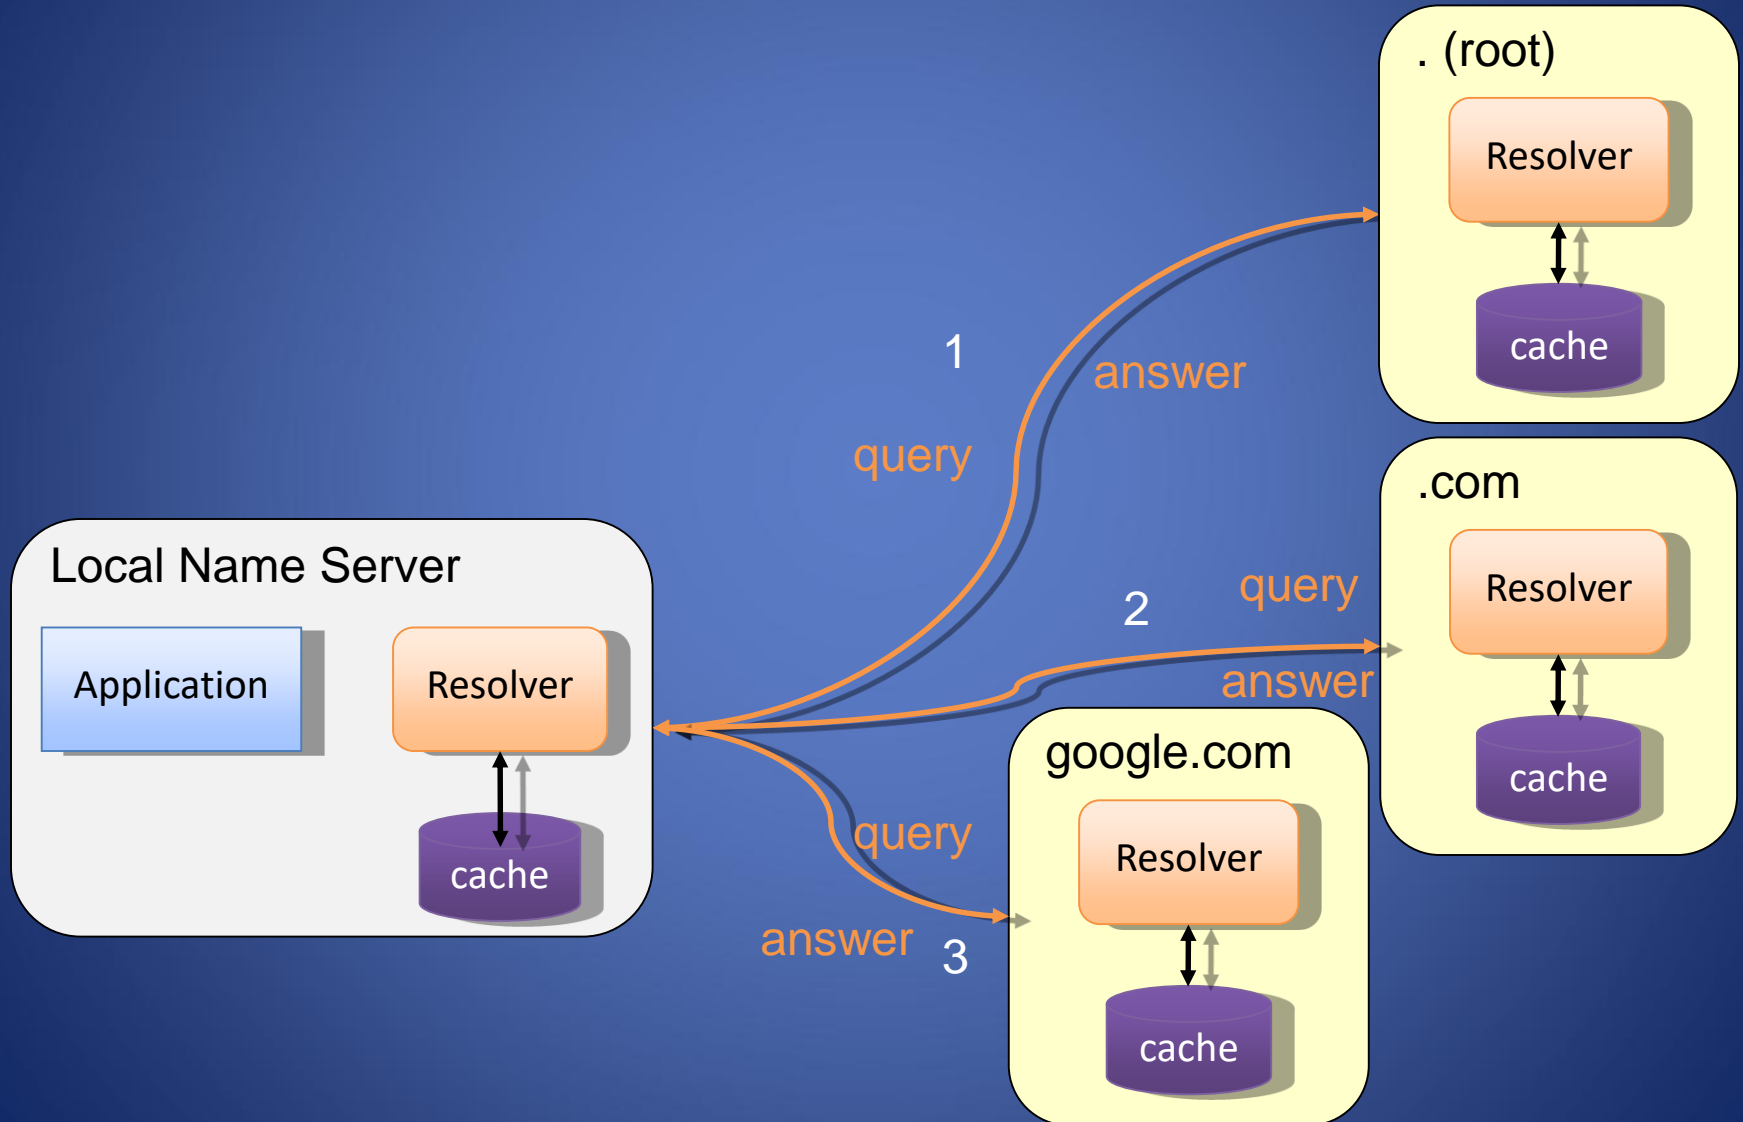 . (root)
Resolver
cache
1
answer
query
.com
Resolver
cache
2
query
answer
Local Name Server
Application
Resolver
cache
google.com
Resolver
cache
query
answer
3